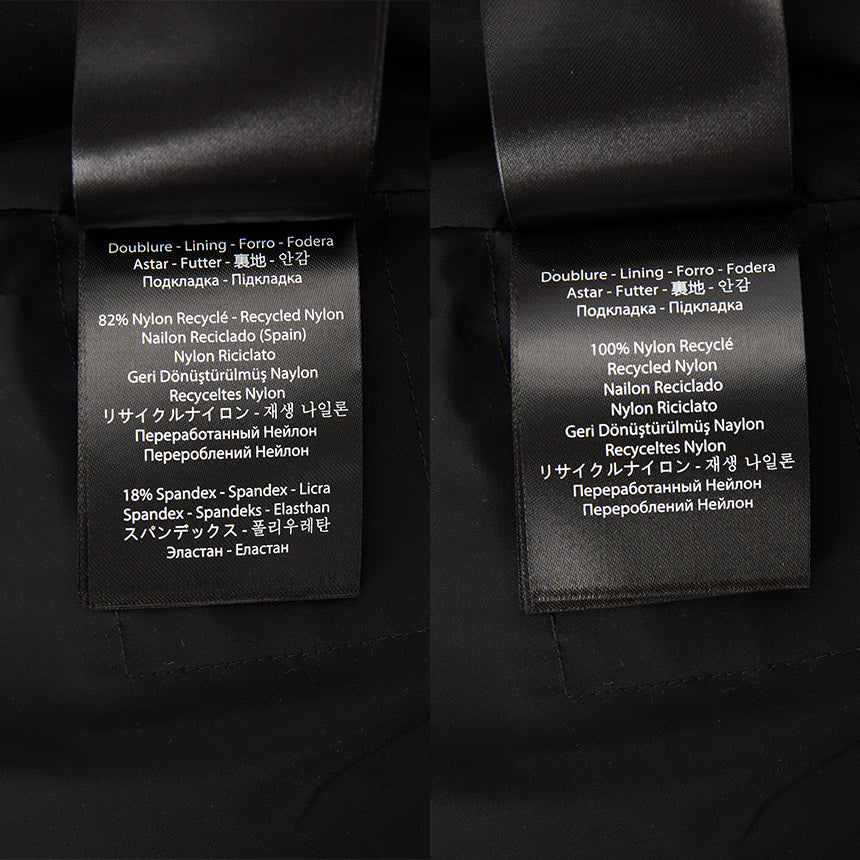 Doublure - Lining - Forro - Fodera
Astar - Futter - 裏地 - 안감
Подкладка - Підкладка
82% Nylon Recyclé - Recycled Nylon
Nailon Reciclado (Spain)
Nylon Riciclato
Geri Dönüştürülmüş Naylon
Recyceltes Nylon
リサイクルナイロン - 재생 나일론
Переработанный Нейлон
Перероблений Нейлон
18% Spandex - Spandex - Licra
Spandex - Spandeks - Elasthan
スパンデックス - 폴리우레탄
Эластан - Еластан
Doublure - Lining - Forro - Fodera
Astar - Futter - 裏地 - 안감
Подкладка - Підкладка
100% Nylon Recyclé
Recycled Nylon
Nailon Reciclado
Nylon Riciclato
Geri Dönüştürülmüş Naylon
Recyceltes Nylon
リサイクルナイロン - 재생 나일론
Переработанный Нейлон
Перероблений Нейлон